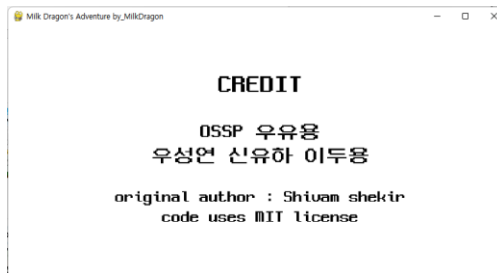 Milk Dragon's Adventure by_MilkDragon
CREDIT
OSSP 우유용
우성연 신유하 이두용
original author : Shivam shekir
code uses MIT license